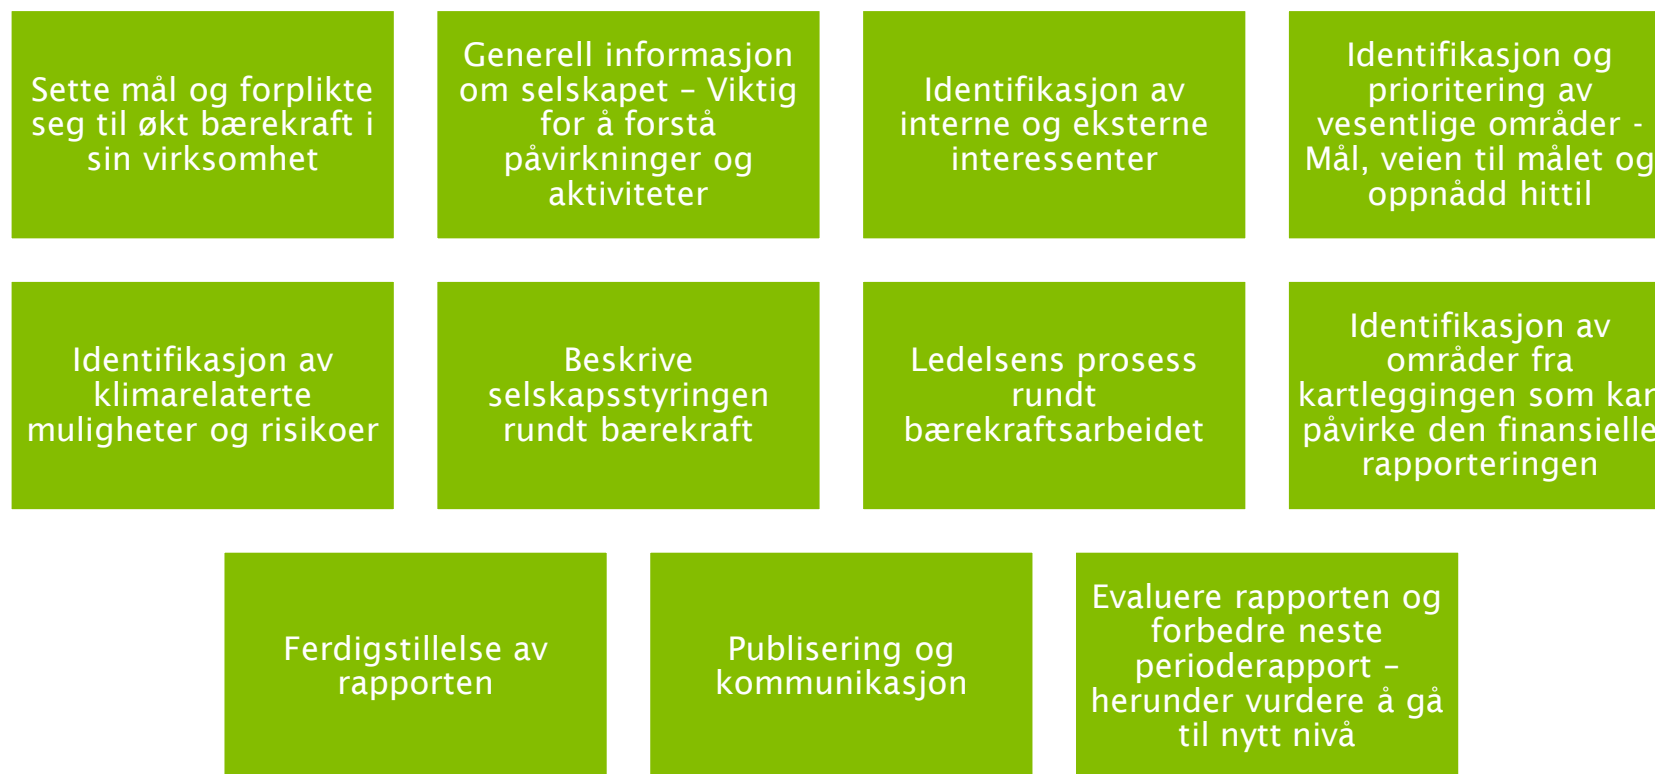 Sette mål og forplikte
seg til økt bærekraft i
sin virksomhet
Generell informasjon
om selskapet – Viktig
for å forstå
påvirkninger og
aktiviteter
Identifikasjon av
interne og eksterne
interessenter
Identifikasjon og
prioritering av
vesentlige områder -
Mål, veien til målet og
oppnådd hittil
Identifikasjon av
klimarelaterte
muligheter og risikoer
Beskrive
selskapsstyringen
rundt bærekraft
Ledelsens prosess
rundt
bærekraftsarbeidet
Identifikasjon av
områder fra
kartleggingen som kan
påvirke den finansielle
rapporteringen
Ferdigstillelse av
rapporten
Publisering og
kommunikasjon
Evaluere rapporten og
forbedre neste
perioderapport –
herunder vurdere å gå
til nytt nivå